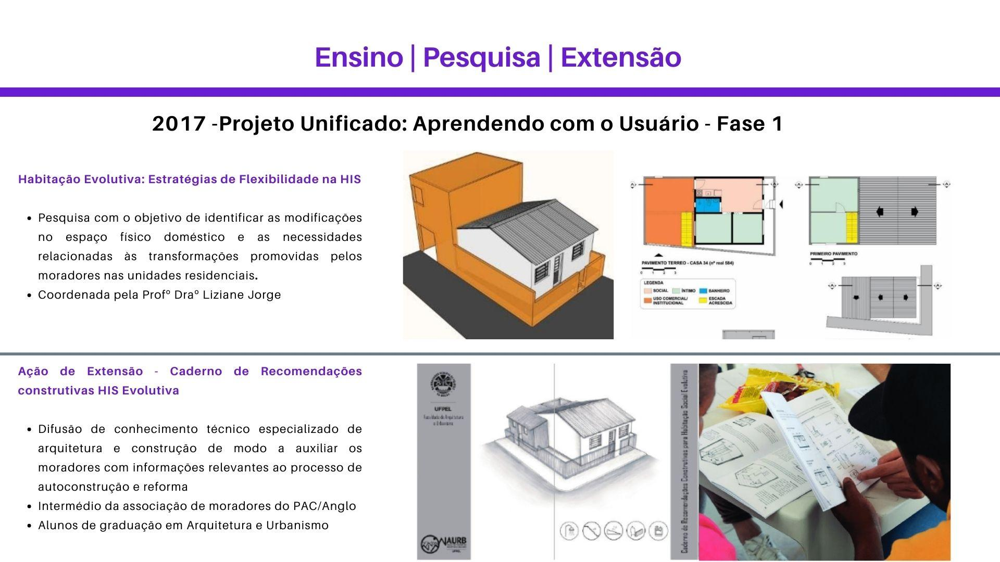 Ensino | Pesquisa | Extensão
2017 -Projeto Unificado: Aprendendo com o Usuário - Fase 1
Habitação Evolutiva: Estratégias de Flexibilidade na HIS
• Pesquisa com o objetivo de identificar as modificações
no espaço físico doméstico e as necessidades
relacionadas às transformações promovidas pelos
moradores nas unidades residenciais.
• Coordenada pela Profº Draº Liziane Jorge
A
A
A
A
PAVIMENTO TERREO - CASA 34 (nº real 584)
0 1 2 3
PRIMEIRO PAVIMENTO
0 1 2 3
LEGENDA
SOCIAL
ÍNTIMO
BANHEIRO
USO COMERCIAL/
INSTITUCIONAL
ESCADA
ACRESCIDA
A
A
Ação de Extensão - Caderno de Recomendações
construtivas HIS Evolutiva
• Difusão de conhecimento técnico especializado de
arquitetura e construção de modo a auxiliar os
moradores com informações relevantes ao processo de
autoconstrução e reforma
• Intermédio da associação de moradores do PAC/Anglo
• Alunos de graduação em Arquitetura e Urbanismo
UFPEL
Faculdade de Arquitetura
e Urbanismo
NAURB
UFPEL
Caderno de Recomendações Construtivas para Habitação Social Evolutiva